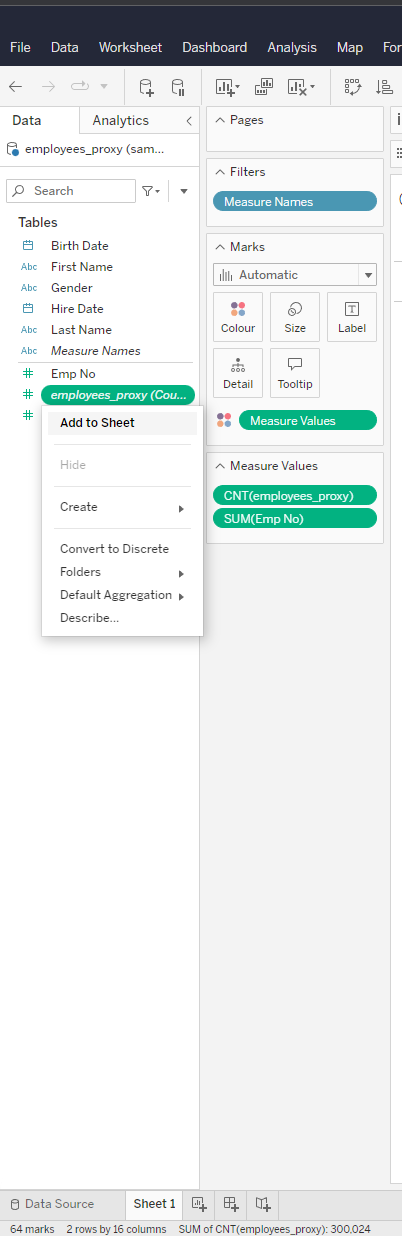 File Data Worksheet Dashboard Analysis Map For
Data Analytics
employees_proxy (sam...
Search
Tables
Birth Date
Abc First Name
Abc Gender
Hire Date
Abc Last Name
Abc Measure Names
# Emp No
# employees_proxy (Cou...
#
Add to Sheet
Hide
Create
Convert to Discrete
Folders
Default Aggregation
Describe...
Pages
Filters
Measure Names
Marks
Automatic
Colour Size Label
Detail Tooltip
Measure Values
Measure Values
CNT(employees_proxy)
SUM(Emp No)
Data Source Sheet 1
64 marks 2 rows by 16 columns SUM of CNT(employees_proxy): 300,024